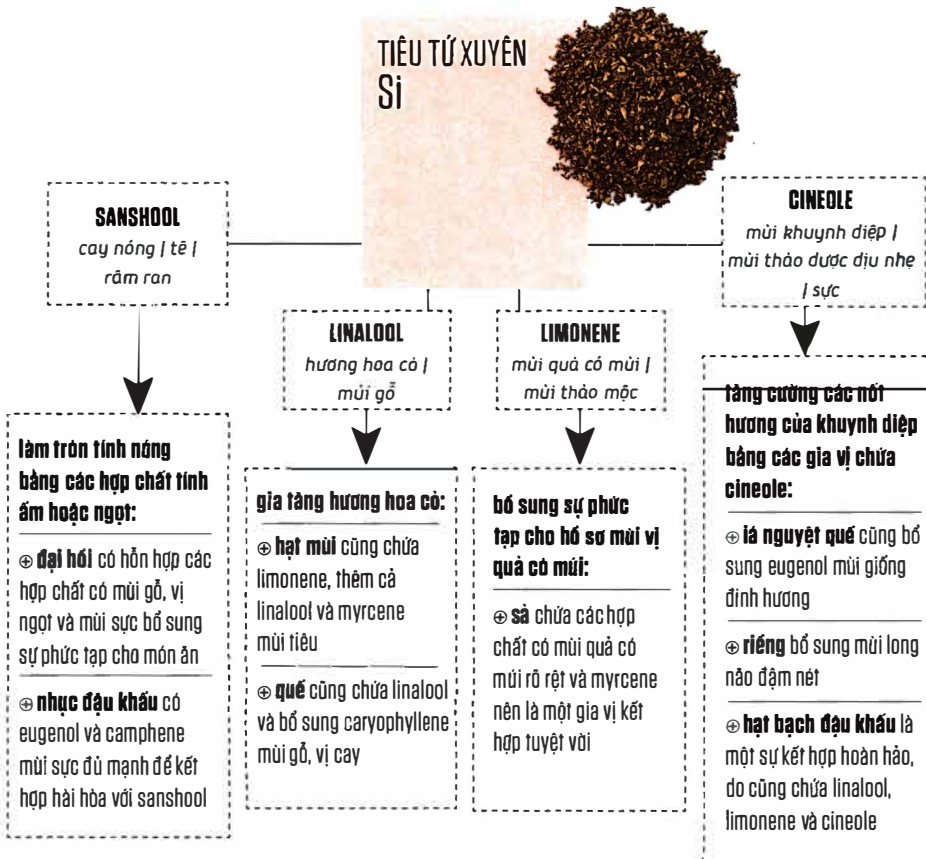 TIÊU TỨ XUYÊN
Si
SANSHOOL
cay nóng | tê |
râm ran
CINEOLE
mùi khuynh diệp |
mùi thảo dược dịu nhẹ
| sực
LINALOOL
hương hoa cỏ |
mùi gỗ
LIMONENE
mùi quả có mùi |
mùi thảo mộc
làm tròn tính nóng
bằng các hợp chất tính
ấm hoặc ngọt:
⊕ đại hồi có hỗn hợp các
hợp chất có mùi gỗ, vị
ngọt và mùi sực bổ sung
sự phức tạp cho món ăn
⊕ nhục đậu khấu có
eugenol và camphene
mùi sực đủ mạnh để kết
hợp hài hòa với sanshool
gia tăng hương hoa cỏ:
⊕ hạt mùi cũng chứa
limonene, thêm cả
linalool và myrcene
mùi tiêu
⊕ quế cũng chứa linalool
và bổ sung caryophyllene
mùi gỗ, vị cay
bổ sung sự phức
tạp cho hồ sơ mùi vị
quả có múi:
⊕ sả chứa các hợp
chất có mùi quả có
múi rõ rệt và myrcene
nên là một gia vị kết
hợp tuyệt vời
tăng cường các nốt
hương của khuynh diệp
bằng các gia vị chứa
cineole:
⊕ lá nguyệt quế cũng bổ
sung eugenol mùi giống
đinh hương
⊕ riềng bổ sung mùi long
não đậm nét
⊕ hạt bạch đậu khấu là
một sự kết hợp hoàn hảo,
do cũng chứa linalool,
limonene và cineole